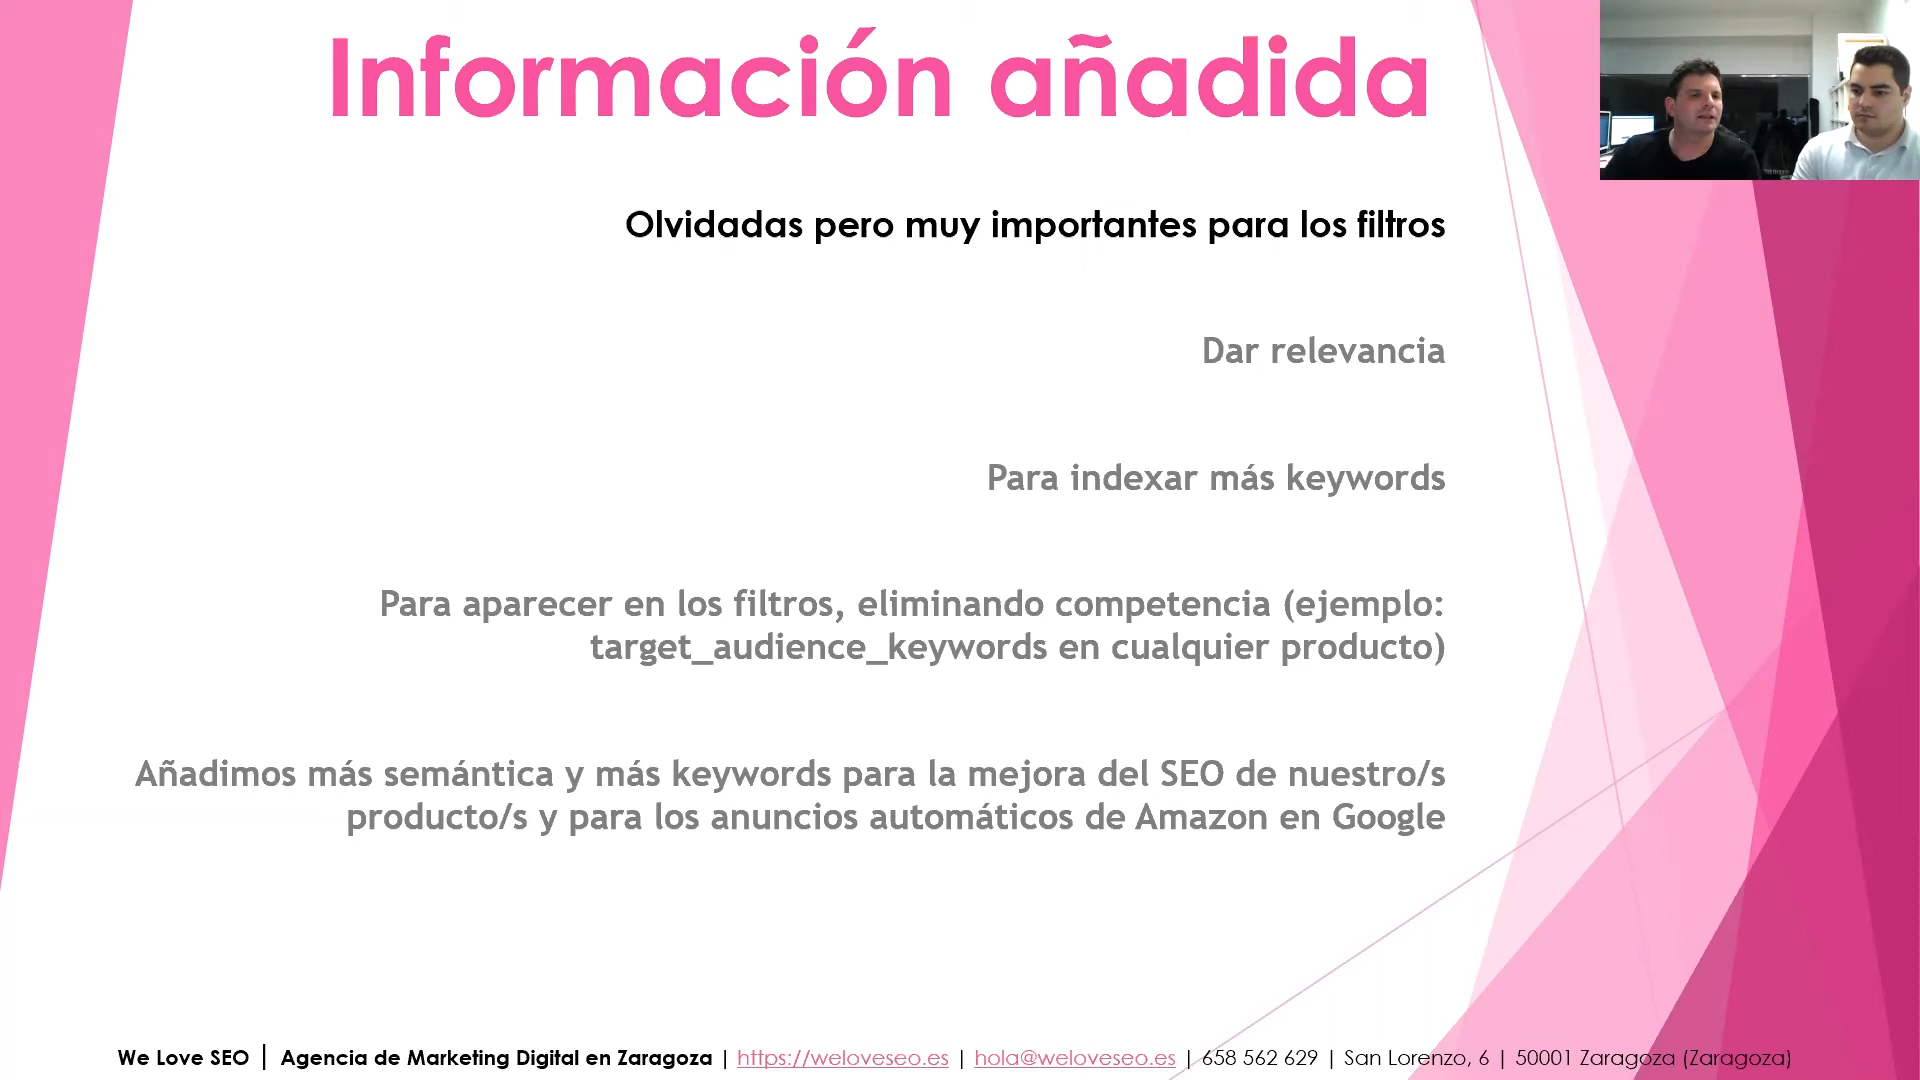 Información añadida
Olvidadas pero muy importantes para los filtros
Dar relevancia
Para indexar más keywords
Para aparecer en los filtros, eliminando competencia (ejemplo:
target_audience_keywords en cualquier producto)
Añadimos más semántica y más keywords para la mejora del SEO de nuestro/s
producto/s y para los anuncios automáticos de Amazon en Google
We Love SEO | Agencia de Marketing Digital en Zaragoza | https://weloveseo.es | hola@weloveseo.es | 658 562 629 | San Lorenzo, 6 | 50001 Zaragoza (Zaragoza)